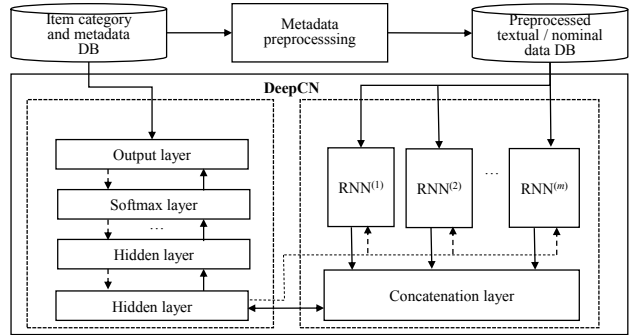 Item category
and metadata
DB
Metadata
preprocesssing
Preprocessed
textual / nominal
data DB
DeepCN
Output layer
Softmax layer
...
Hidden layer
Hidden layer
RNN(1)
RNN(2)
...
RNN(m)
Concatenation layer